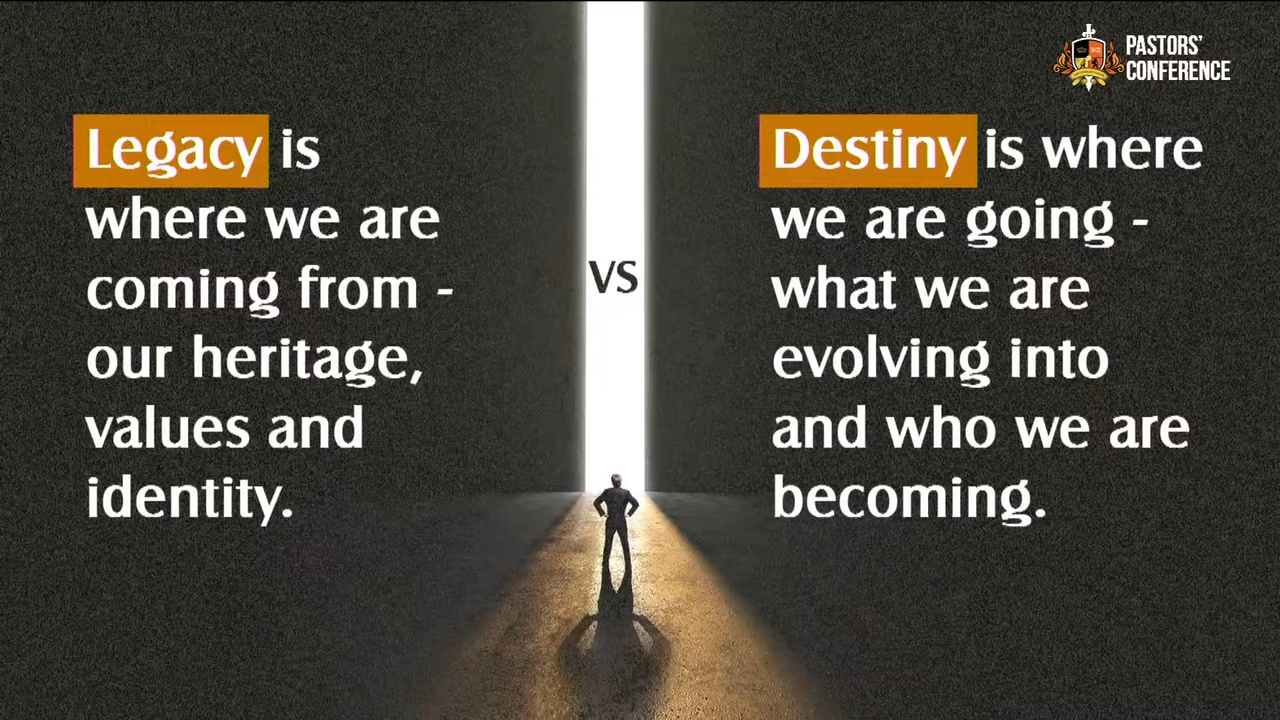 PASTORS'
CONFERENCE
Legacy is
where we are
coming from -
our heritage,
values and
identity.
VS
Destiny is where
we are going -
what we are
evolving into
and who we are
becoming.